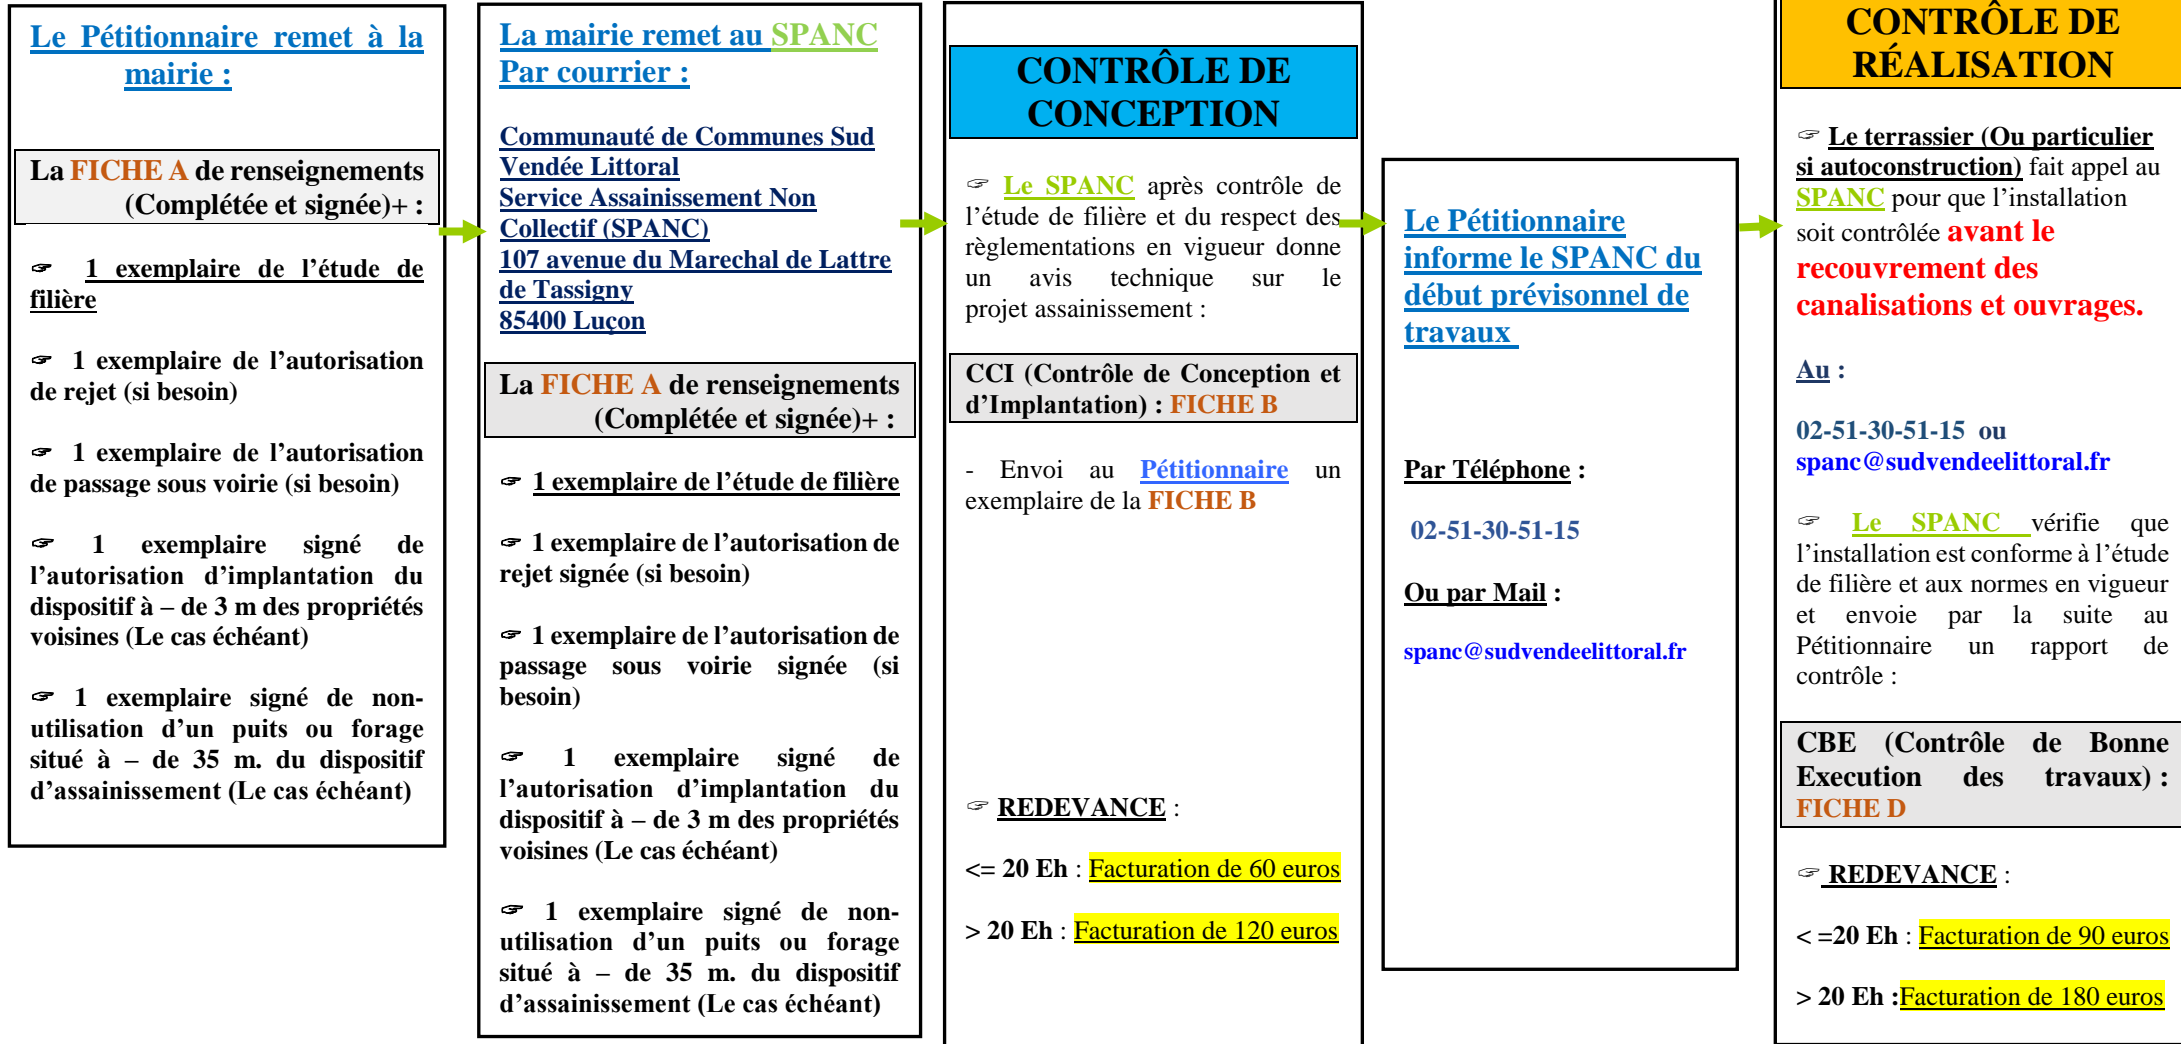 Le Pétitionnaire remet à la
mairie :
La FICHE A de renseignements
(Complétée et signée)+ :
☞ 1 exemplaire de l’étude de
filière
☞ 1 exemplaire de l’autorisation
de rejet (si besoin)
☞ 1 exemplaire de l’autorisation
de passage sous voirie (si besoin)
☞ 1 exemplaire signé de
l’autorisation d’implantation du
dispositif à – de 3 m des propriétés
voisines (Le cas échéant)
☞ 1 exemplaire signé de non-
utilisation d’un puits ou forage
situé à – de 35 m. du dispositif
d’assainissement (Le cas échéant)
La mairie remet au SPANC
Par courrier :
Communauté de Communes Sud
Vendée Littoral
Service Assainissement Non
Collectif (SPANC)
107 avenue du Marechal de Lattre
de Tassigny
85400 Luçon
La FICHE A de renseignements
(Complétée et signée)+ :
☞ 1 exemplaire de l’étude de filière
☞ 1 exemplaire de l’autorisation de
rejet signée (si besoin)
☞ 1 exemplaire de l’autorisation de
passage sous voirie signée (si
besoin)
☞ 1 exemplaire signé de
l’autorisation d’implantation du
dispositif à – de 3 m des propriétés
voisines (Le cas échéant)
☞ 1 exemplaire signé de non-
utilisation d’un puits ou forage
situé à – de 35 m. du dispositif
d’assainissement (Le cas échéant)
CONTRÔLE DE
CONCEPTION
☞ Le SPANC après contrôle de
l’étude de filière et du respect des
règlementations en vigueur donne
un avis technique sur le
projet assainissement :
CCI (Contrôle de Conception et
d’Implantation) : FICHE B
- Envoi au Pétitionnaire un
exemplaire de la FICHE B
☞ REDEVANCE :
<= 20 Eh : Facturation de 60 euros
> 20 Eh : Facturation de 120 euros
Le Pétitionnaire
informe le SPANC du
début prévisonnel de
travaux
Par Téléphone :
02-51-30-51-15
Ou par Mail :
spanc@sudvendeelittoral.fr
CONTRÔLE DE
RÉALISATION
☞ Le terrassier (Ou particulier
si autoconstruction) fait appel au
SPANC pour que l’installation
soit contrôlée avant le
recouvrement des
canalisations et ouvrages.
Au :
02-51-30-51-15 ou
spanc@sudvendeelittoral.fr
☞ Le SPANC vérifie que
l’installation est conforme à l’étude
de filière et aux normes en vigueur
et envoie par la suite au
Pétitionnaire un rapport de
contrôle :
CBE (Contrôle de Bonne
Execution des travaux) :
FICHE D
☞ REDEVANCE :
< =20 Eh : Facturation de 90 euros
> 20 Eh :Facturation de 180 euros